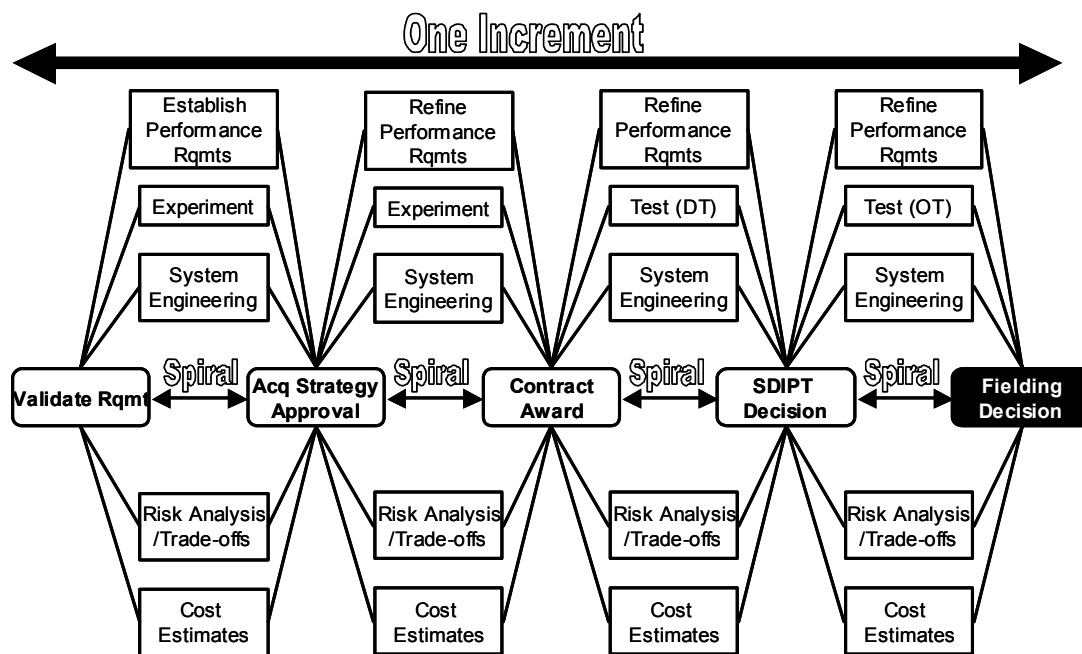 One Increment
Establish
Performance
Rqmts
Refine
Performance
Rqmts
Refine
Performance
Rqmts
Refine
Performance
Rqmts
Experiment
Experiment
Test (DT)
Test (OT)
System
Engineering
System
Engineering
System
Engineering
System
Engineering
Validate Rqmt
Spiral
Acq Strategy
Approval
Spiral
Contract
Award
Spiral
SDIPT
Decision
Spiral
Fielding
Decision
Risk Analysis
/Trade-offs
Risk Analysis
/Trade-offs
Risk Analysis
/Trade-offs
Risk Analysis
/Trade-offs
Cost
Estimates
Cost
Estimates
Cost
Estimates
Cost
Estimates